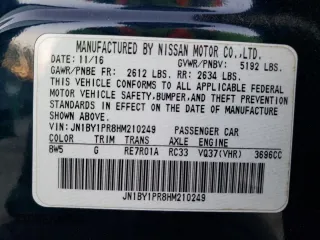 MANUFACTURED BY NISSAN MOTOR CO.,LTD.
DATE: 11/16 GVWR/PNBV: 5192 LBS.
GAWR/PNBE FR: 2612 LBS. RR: 2634 LBS.
THIS VEHICLE CONFORMS TO ALL APPLICABLE
FEDERAL MOTOR VEHICLE SAFETY, BUMPER, AND
THEFT PREVENTION STANDARDS IN EFFECT ON THE
DATE OF MANUFACTURE SHOWN ABOVE.
VIN: JN1BY1PR8HM210249 PASSENGER CAR
COLOR TRIM TRANS AXLE ENGINE
BW5 G RE7R01A RC33 VQ37(VHR) 3696CC
JN1BY1PR8HM210249